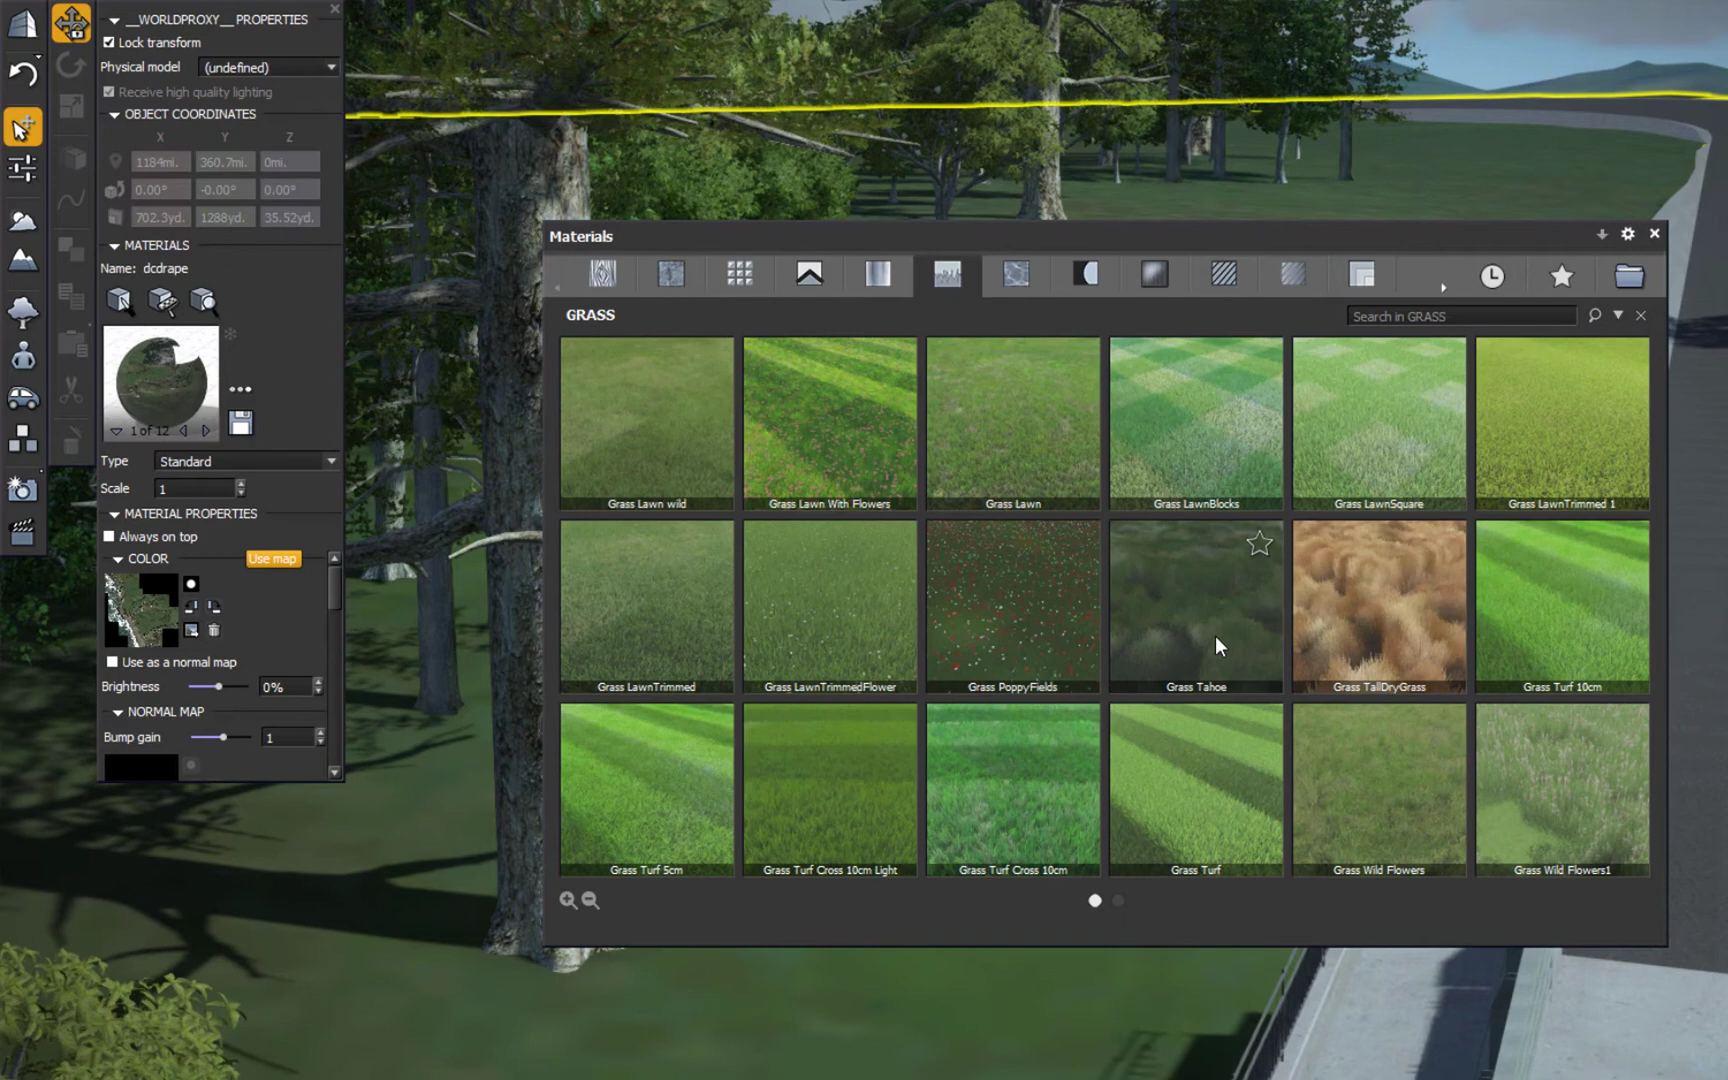 __WORLDPROXY__PROPERTIES
Lock transform
Physical model (undefined)
Receive high quality lighting
OBJECT COORDINATES
X Y Z
1184mi. 360.7mi. 0mi.
0.00° -0.00° 0.00°
702.3yd. 1288yd. 35.52yd.
MATERIALS
Name: dcdrape
1 of 12
Type Standard
Scale 1
MATERIAL PROPERTIES
Always on top
COLOR Use map
Use as a normal map
Brightness 0%
NORMAL MAP
Bump gain 1
Materials
GRASS Search in GRASS
Grass Lawn wild Grass Lawn With Flowers Grass Lawn Grass LawnBlocks Grass LawnSquare Grass LawnTrimmed 1
Grass LawnTrimmed Grass LawnTrimmedFlower Grass PoppyFields Grass Tahoe Grass TallDryGrass Grass Turf 10cm
Grass Turf 5cm Grass Turf Cross 10cm Light Grass Turf Cross 10cm Grass Turf Grass Wild Flowers Grass Wild Flowers1